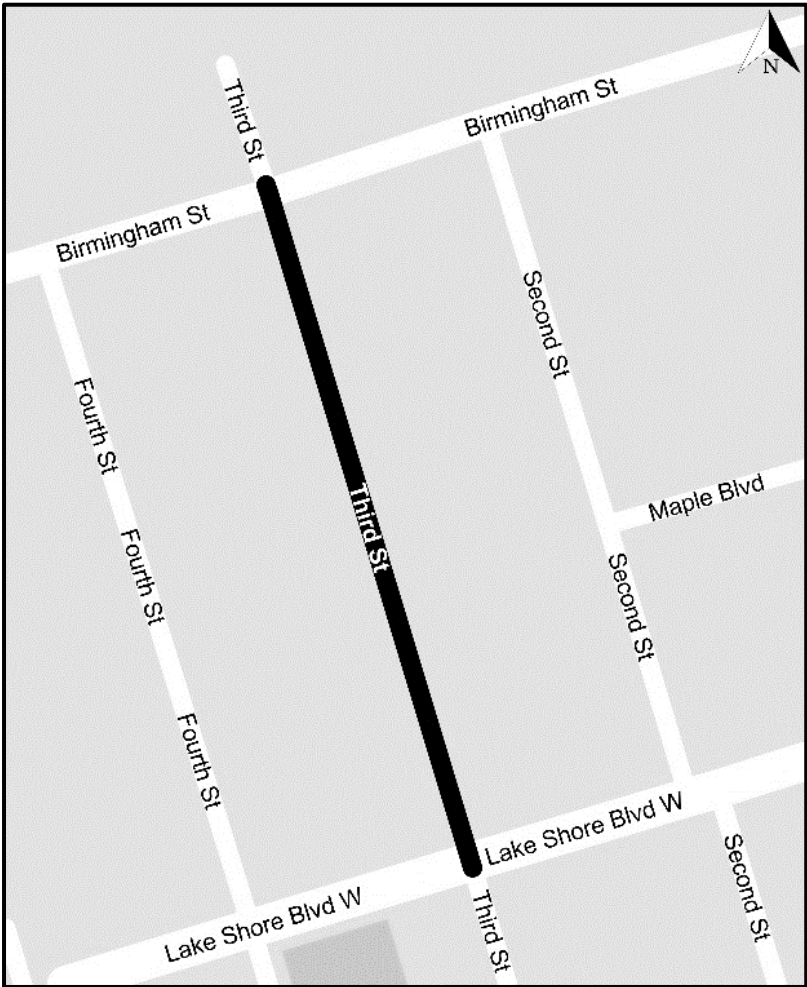 N
Third St
Birmingham St
Birmingham St
Second St
Fourth St
Maple Blvd
Third St
Fourth St
Second St
Fourth St
Lake Shore Blvd W
Second St
Lake Shore Blvd W
Third St